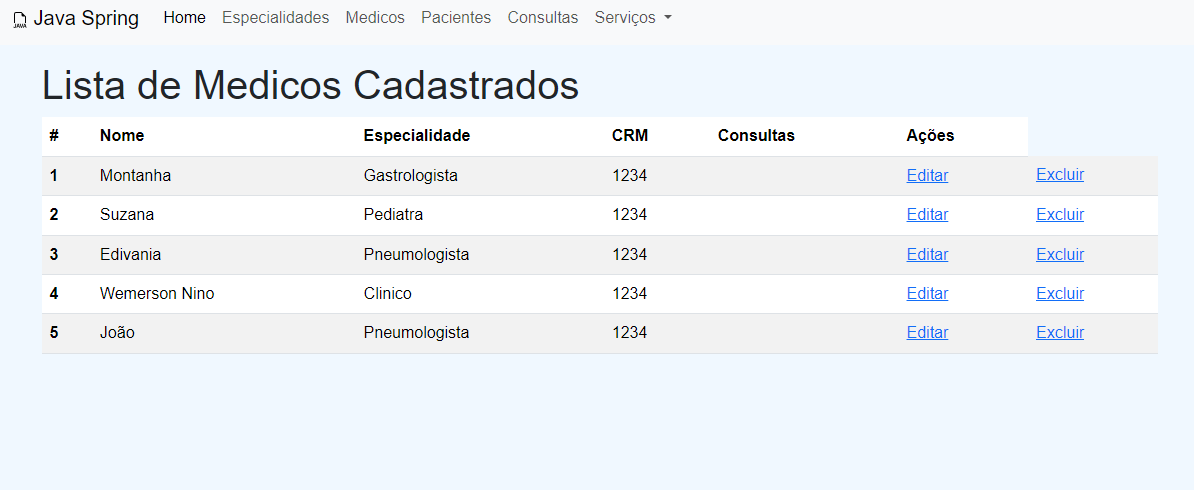 JAVA Java Spring Home Especialidades Medicos Pacientes Consultas Serviços
Lista de Medicos Cadastrados
# Nome Especialidade CRM Consultas Ações
1 Montanha Gastrologista 1234 Editar Excluir
2 Suzana Pediatra 1234 Editar Excluir
3 Edivania Pneumologista 1234 Editar Excluir
4 Wemerson Nino Clinico 1234 Editar Excluir
5 João Pneumologista 1234 Editar Excluir